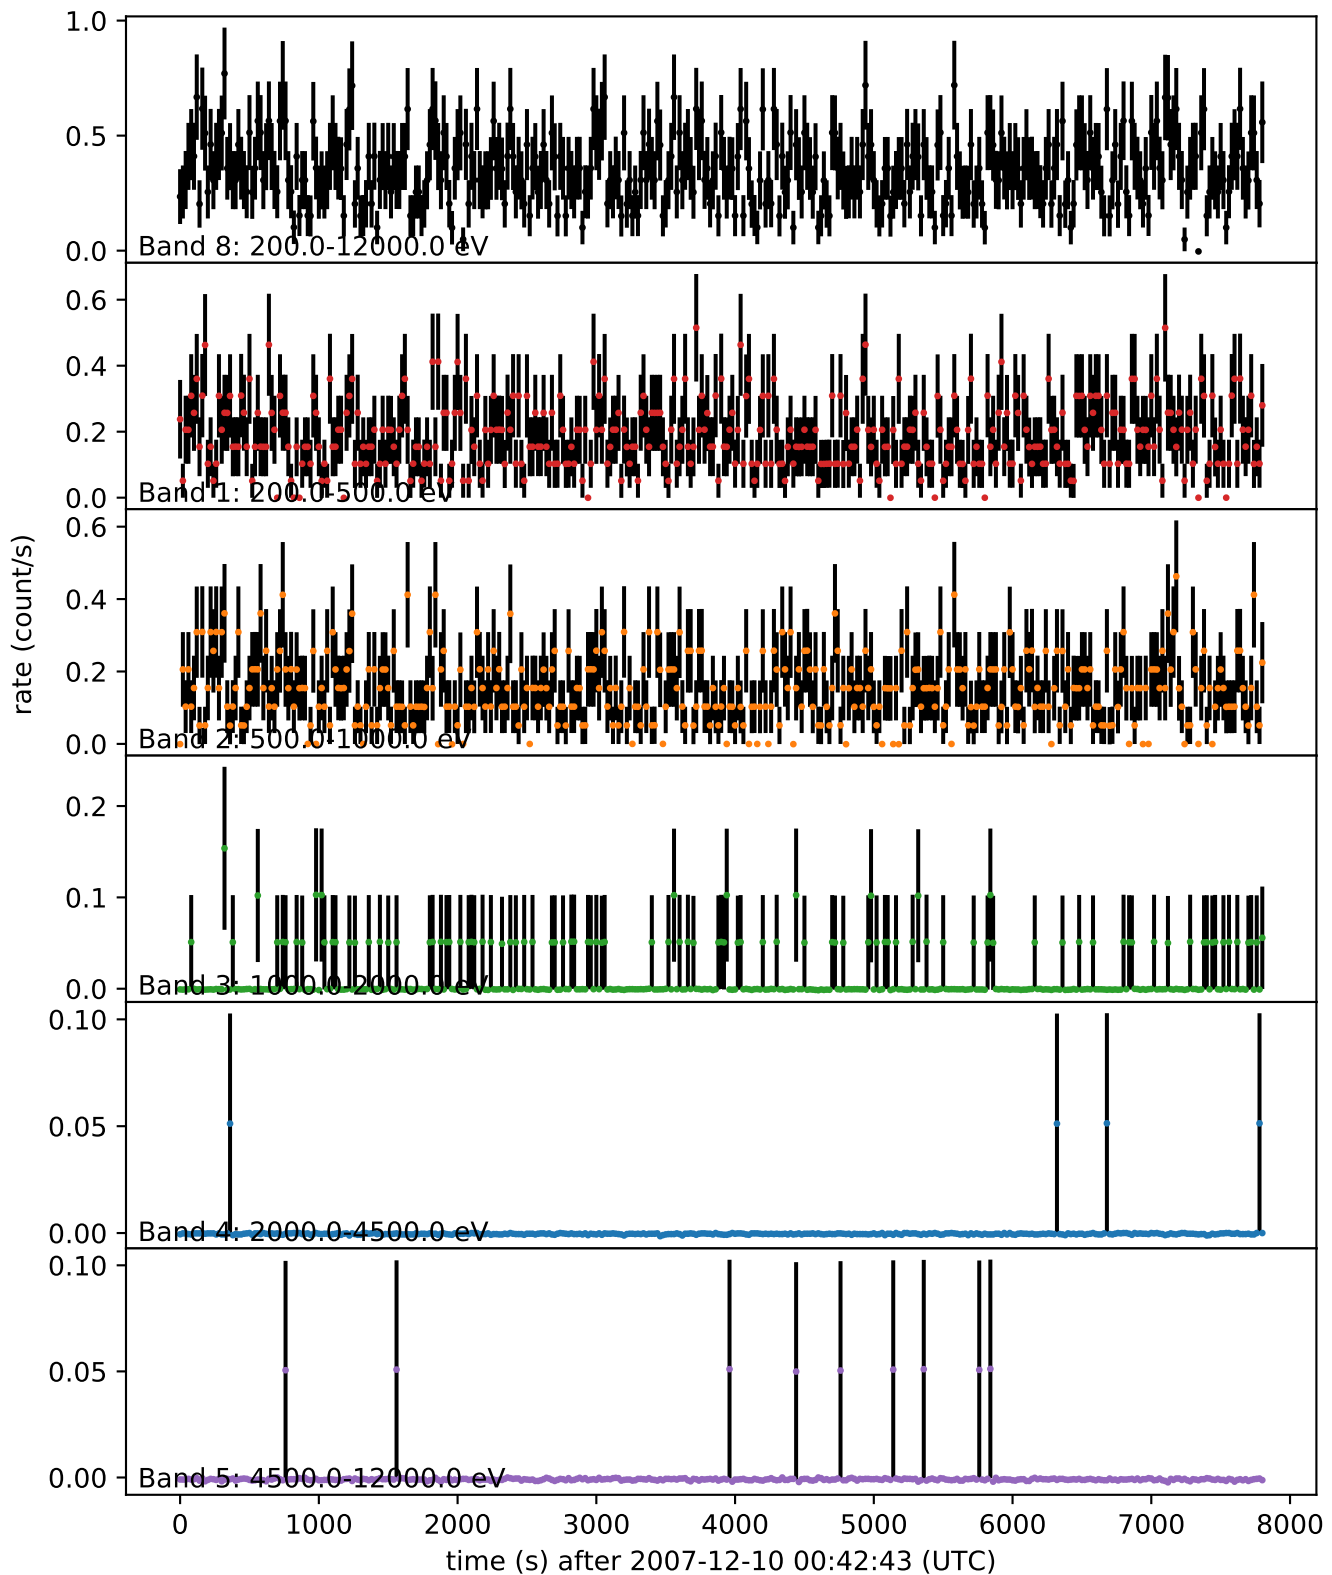 1.0
0.5
0.0
Band 8: 200.0-12000.0 eV
0.6
0.4
0.2
0.0
Band 1: 200.0-500.0 eV
0.6
0.4
0.2
0.0
Band 2: 500.0-1000.0 eV
rate (count/s)
0.2
0.1
0.0
Band 3: 1000.0-2000.0 eV
0.10
0.05
0.00
Band 4: 2000.0-4500.0 eV
0.10
0.05
0.00
Band 5: 4500.0-12000.0 eV
0 1000 2000 3000 4000 5000 6000 7000 8000
time (s) after 2007-12-10 00:42:43 (UTC)